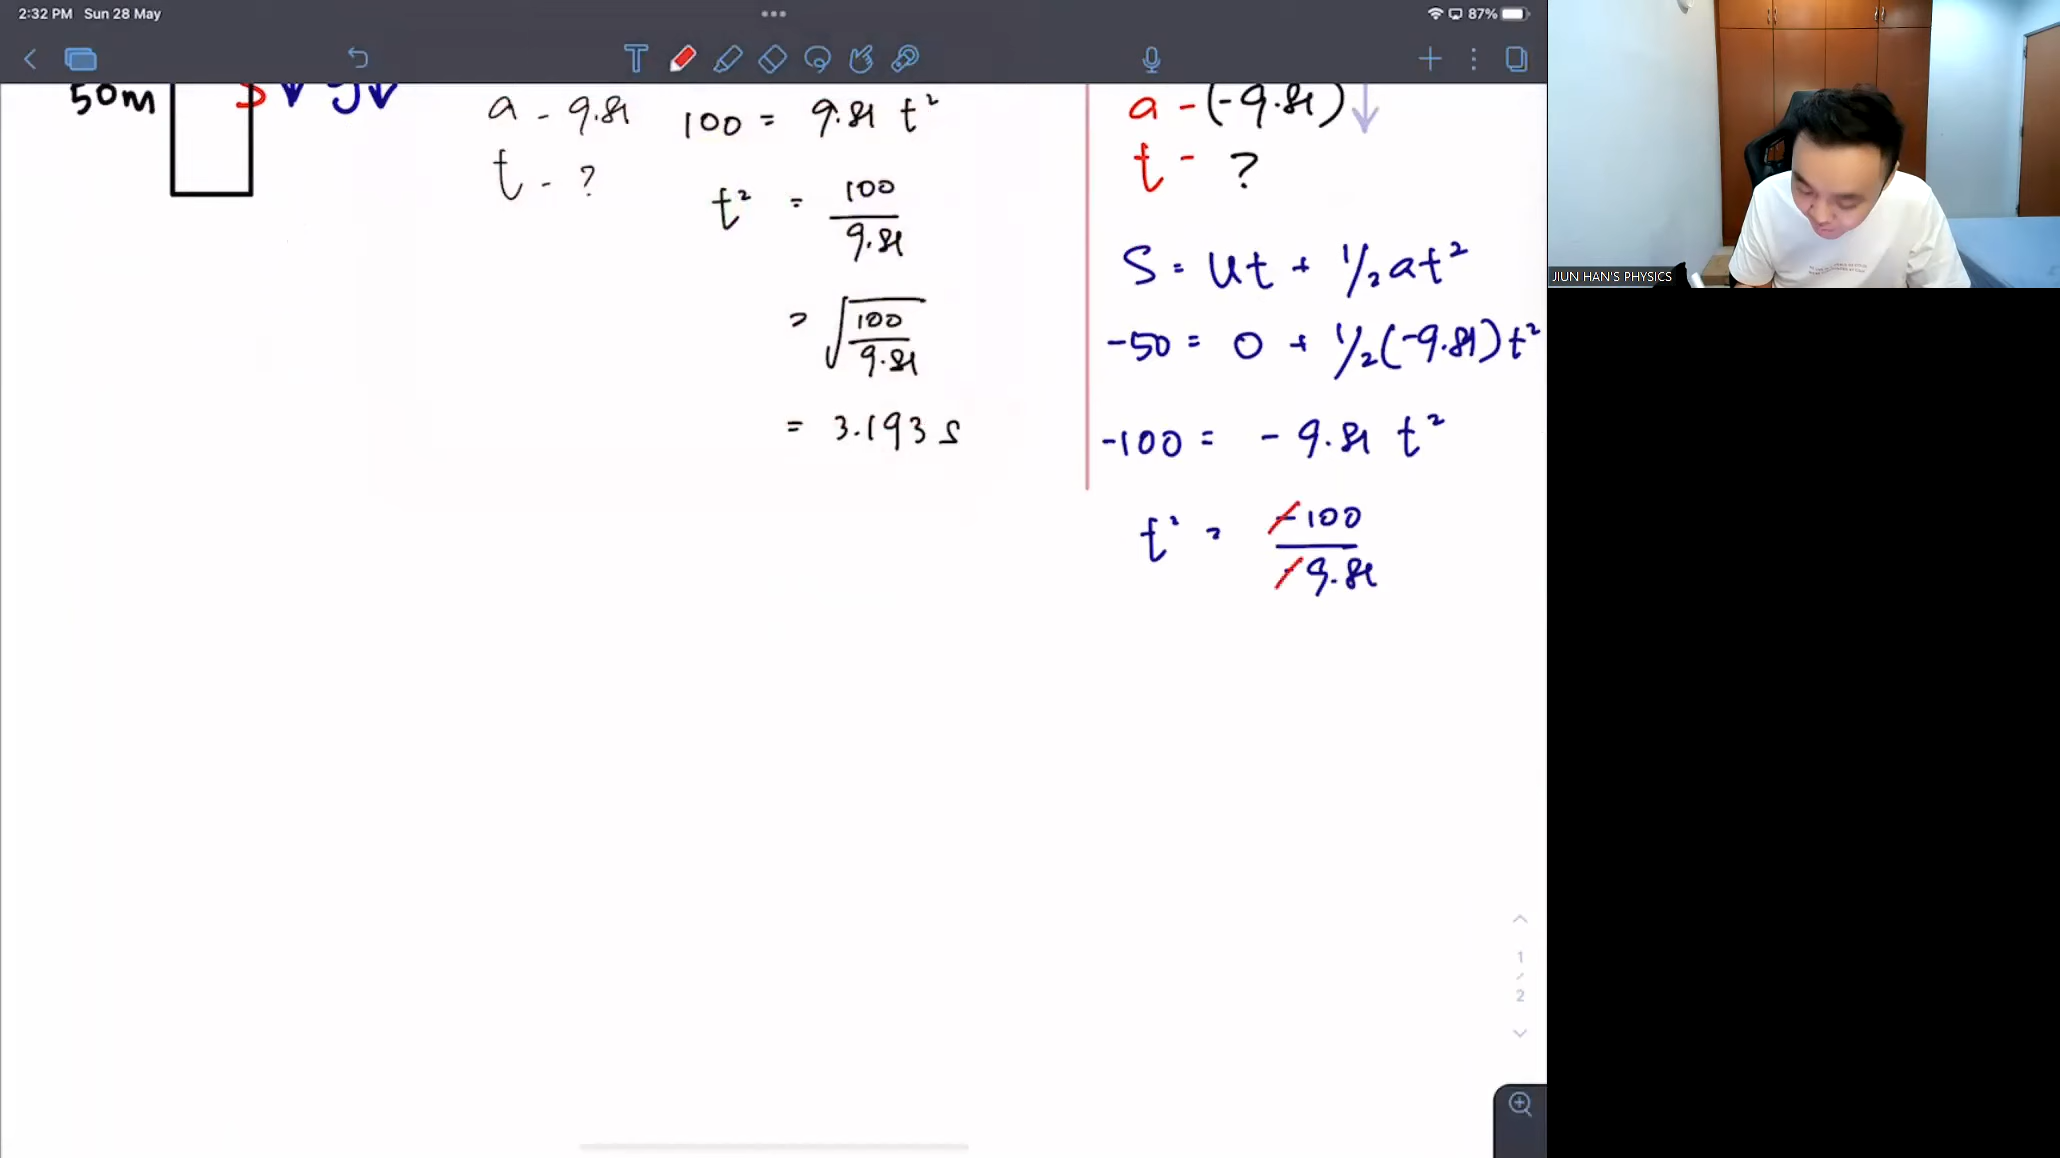 2:32 PM Sun 28 May
87%
50m
S
a - 9.81
t - ?
100 = 9.81 t²
t² = 100 / 9.81
= √(100 / 9.81)
= 3.193 s
a - (-9.81) ↓
t - ?
S = ut + 1/2 at²
-50 = 0 + 1/2 (-9.81) t²
-100 = - 9.81 t²
t² = -100 / -9.81
JIUN HAN'S PHYSICS
1
/
2